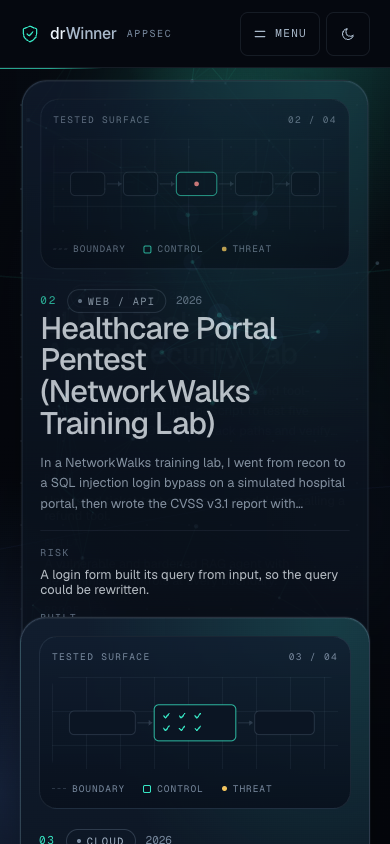 drWinner APPSEC MENU
TESTED SURFACE 02 / 04
BOUNDARY CONTROL THREAT
02 WEB / API 2026
Healthcare Portal
Pentest
(NetworkWalks
Training Lab)
In a NetworkWalks training lab, I went from recon to
a SQL injection login bypass on a simulated hospital
portal, then wrote the CVSS v3.1 report with…
RISK
A login form built its query from input, so the query
could be rewritten.
BUILT
TESTED SURFACE 03 / 04
BOUNDARY CONTROL THREAT
03 CLOUD 2026